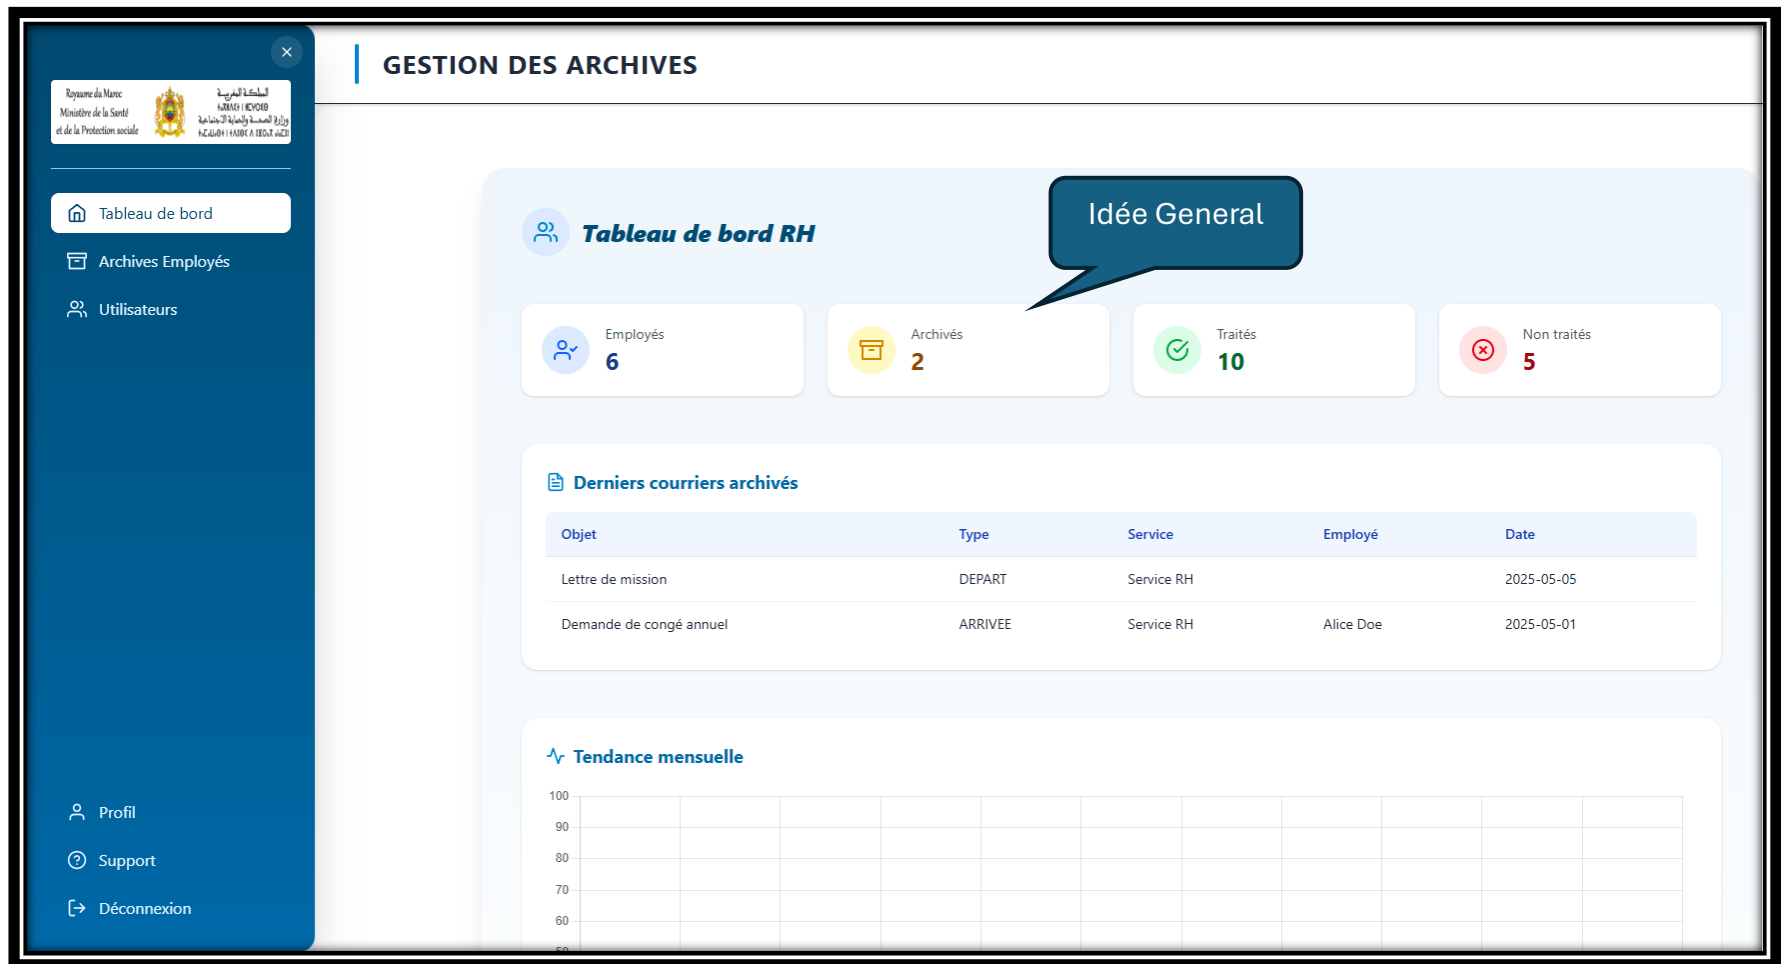 Royaume du Maroc
Ministère de la Santé
et de la Protection sociale
المملكة المغربية
وزارة الصحة والحماية الاجتماعية
Tableau de bord
Archives Employés
Utilisateurs
Profil
Support
Déconnexion
GESTION DES ARCHIVES
Tableau de bord RH
Idée General
Employés
6
Archivés
2
Traités
10
Non traités
5
Derniers courriers archivés
Objet Type Service Employé Date
Lettre de mission DEPART Service RH 2025-05-05
Demande de congé annuel ARRIVEE Service RH Alice Doe 2025-05-01
Tendance mensuelle
100
90
80
70
60
50